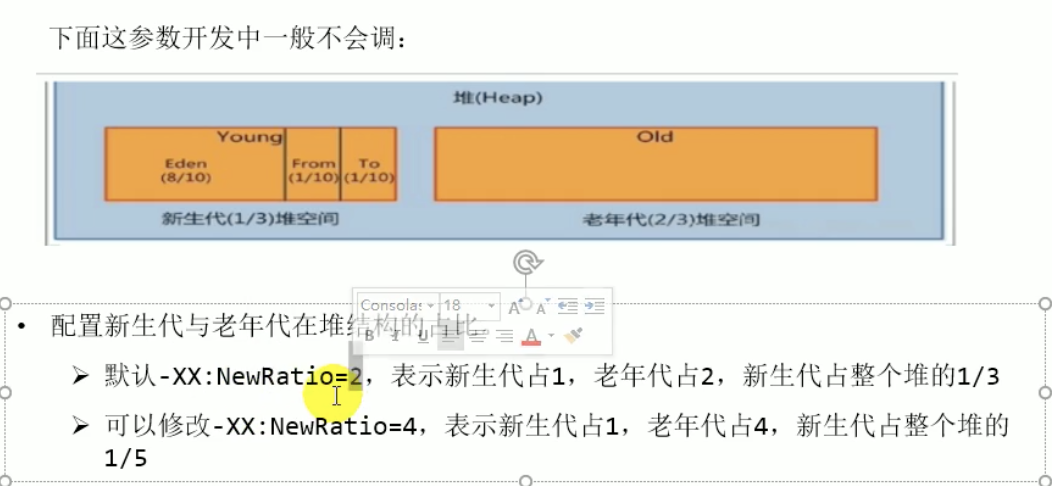 下面这参数开发中一般不会调：
堆(Heap)
Young
Old
Eden
(8/10)
From
(1/10)
To
(1/10)
新生代(1/3)堆空间
老年代(2/3)堆空间
Consolas
18
A A
B I U A
• 配置新生代与老年代在堆结构的占比。
➢ 默认-XX:NewRatio=2，表示新生代占1，老年代占2，新生代占整个堆的1/3
➢ 可以修改-XX:NewRatio=4，表示新生代占1，老年代占4，新生代占整个堆的
1/5